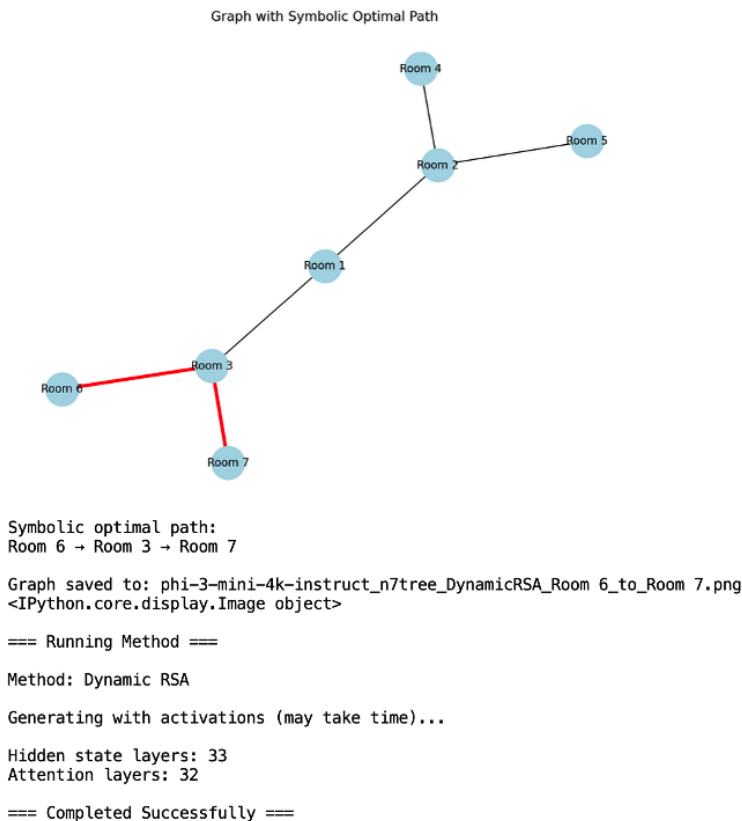 Graph with Symbolic Optimal Path
Room 4
Room 5
Room 2
Room 1
Room 3
Room 6
Room 7
Symbolic optimal path:
Room 6 → Room 3 → Room 7
Graph saved to: phi-3-mini-4k-instruct_n7tree_DynamicRSA_Room 6_to_Room 7.png
<IPython.core.display.Image object>
=== Running Method ===
Method: Dynamic RSA
Generating with activations (may take time)...
Hidden state layers: 33
Attention layers: 32
=== Completed Successfully ===